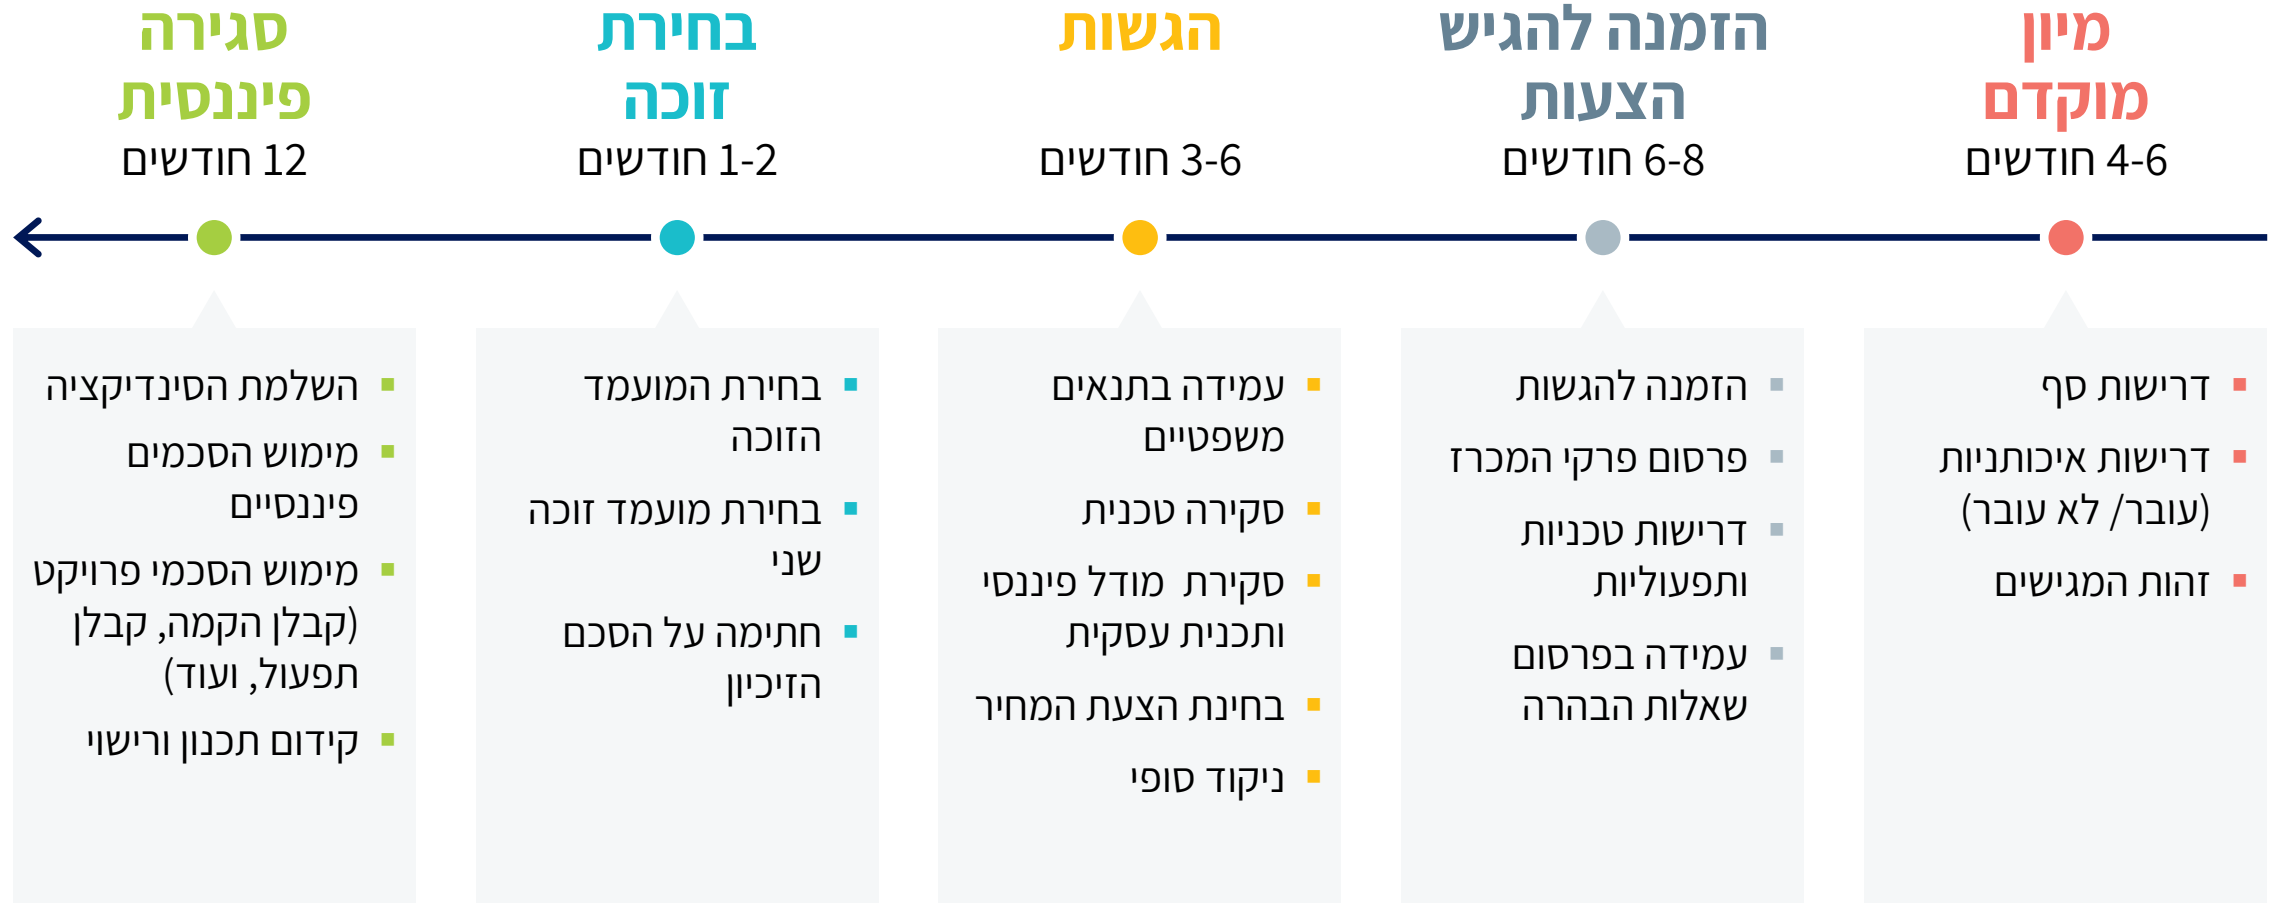 מיון
מוקדם
4-6 חודשים
▪ דרישות סף
▪ דרישות איכותניות
(עובר/ לא עובר)
▪ זהות המגישים
הזמנה להגיש
הצעות
6-8 חודשים
▪ הזמנה להגשות
▪ פרסום פרקי המכרז
▪ דרישות טכניות
ותפעוליות
▪ עמידה בפרסום
שאלות הבהרה
הגשות
3-6 חודשים
▪ עמידה בתנאים
משפטיים
▪ סקירה טכנית
▪ סקירת  מודל פיננסי
ותכנית עסקית
▪ בחינת הצעת המחיר
▪ ניקוד סופי
בחירת
זוכה
1-2 חודשים
▪ בחירת המועמד
הזוכה
▪ בחירת מועמד זוכה
שני
▪ חתימה על הסכם
הזיכיון
סגירה
פיננסית
12 חודשים
▪ השלמת הסינדיקציה
▪ מימוש הסכמים
פיננסיים
▪ מימוש הסכמי פרויקט
(קבלן הקמה, קבלן
תפעול, ועוד)
▪ קידום תכנון ורישוי